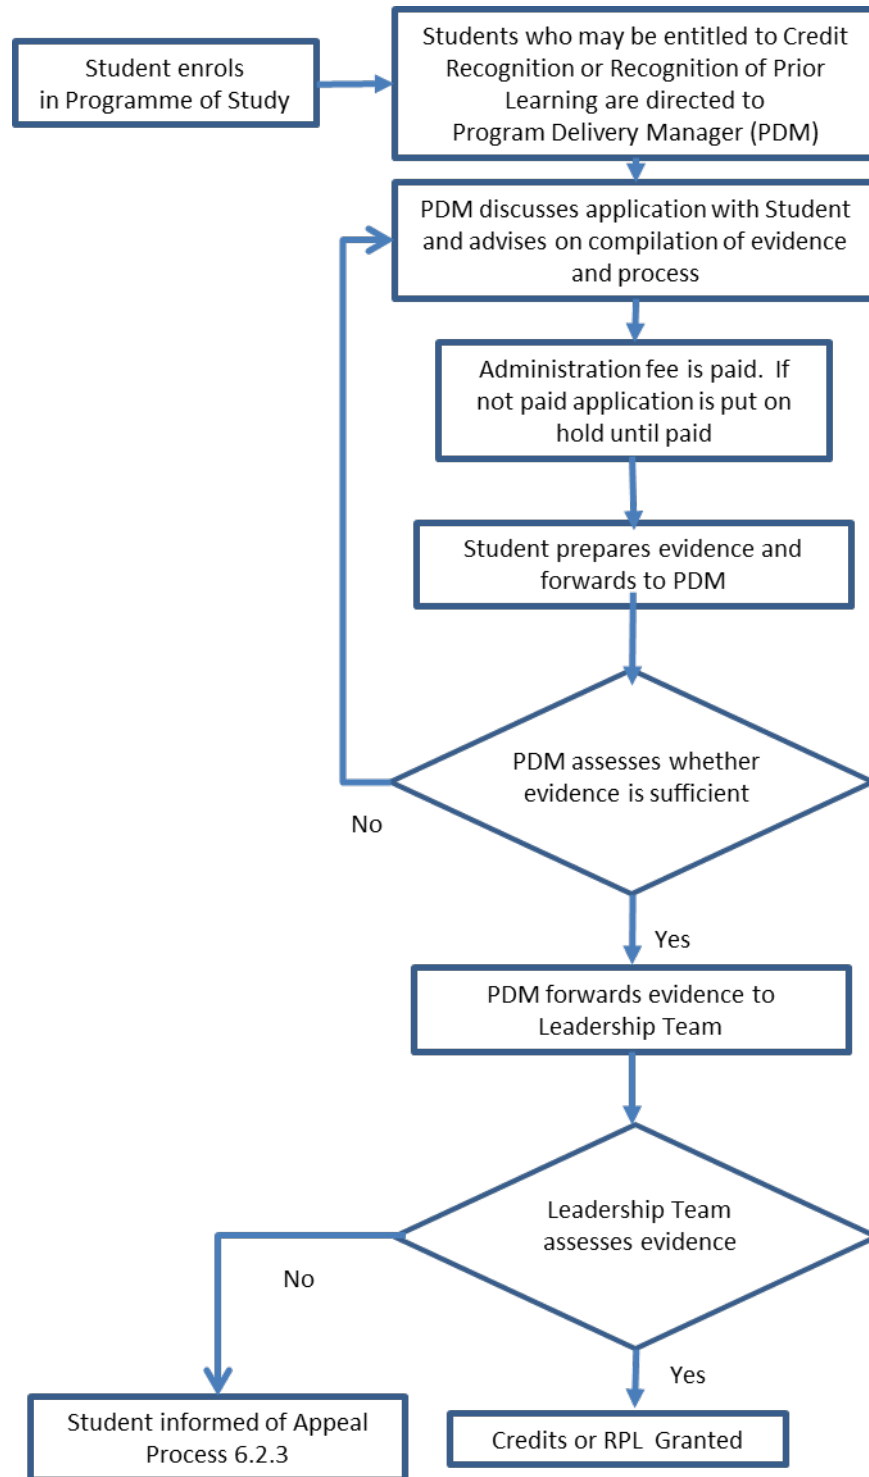 Student enrols
in Programme of Study
Students who may be entitled to Credit
Recognition or Recognition of Prior
Learning are directed to
Program Delivery Manager (PDM)
PDM discusses application with Student
and advises on compilation of evidence
and process
Administration fee is paid.  If
not paid application is put on
hold until paid
Student prepares evidence and
forwards to PDM
PDM assesses whether
evidence is sufficient
No
Yes
PDM forwards evidence to
Leadership Team
Leadership Team
assesses evidence
No
Yes
Student informed of Appeal
Process 6.2.3
Credits or RPL  Granted